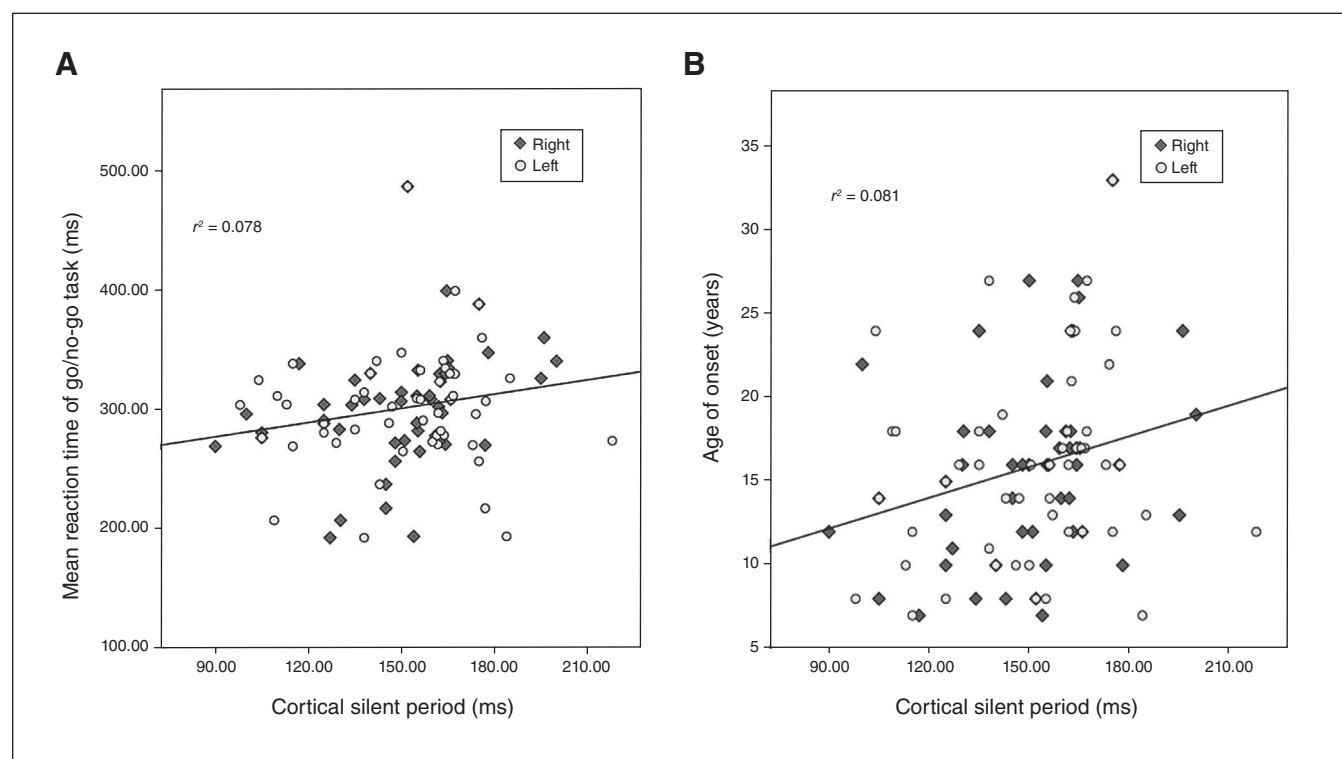 A
Mean reaction time of go/no-go task (ms)
500.00
400.00
300.00
200.00
100.00
r² = 0.078
Right
Left
90.00 120.00 150.00 180.00 210.00
Cortical silent period (ms)
B
Age of onset (years)
35
30
25
20
15
10
5
r² = 0.081
Right
Left
90.00 120.00 150.00 180.00 210.00
Cortical silent period (ms)